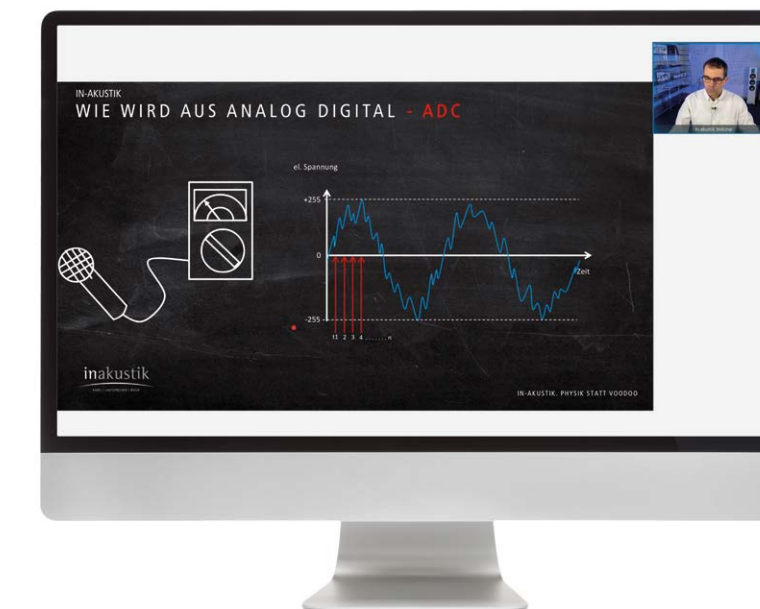 IN-AKUSTIK
WIE WIRD AUS ANALOG DIGITAL - ADC
el. Spannung
+255
0
Zeit
-255
t1 2 3 4 . . . . . . . n
inakustik
IN-AKUSTIK. PHYSIK STATT VOODOO